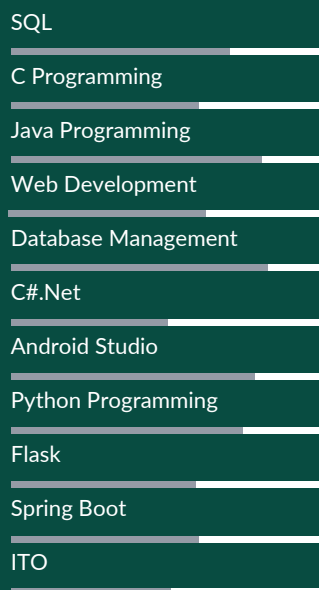 SQL
C Programming
Java Programming
Web Development
Database Management
C#.Net
Android Studio
Python Programming
Flask
Spring Boot
ITO